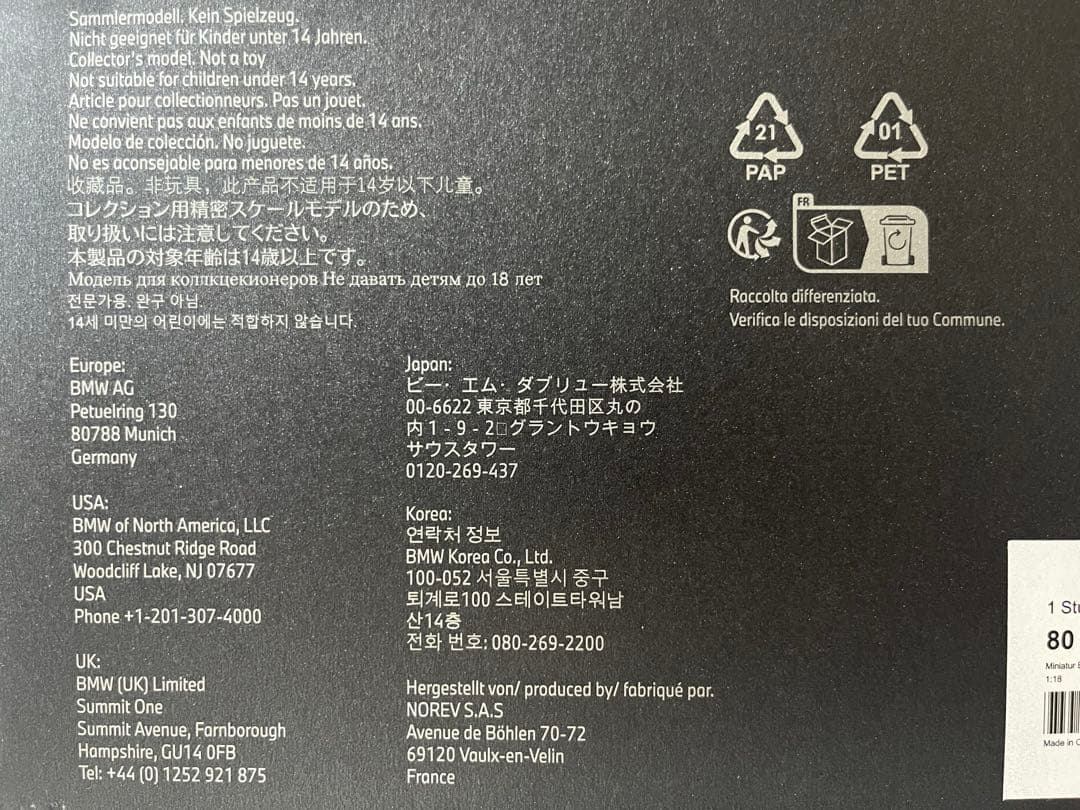 Sammlermodell. Kein Spielzeug.
Nicht geeignet für Kinder unter 14 Jahren.
Collector's model. Not a toy
Not suitable for children under 14 years.
Article pour collectionneurs. Pas un jouet.
Ne convient pas aux enfants de moins de 14 ans.
Modelo de colección. No juguete.
No es aconsejable para menores de 14 años.
收藏品。非玩具，此产品不适用于14岁以下儿童。
コレクション用精密スケールモデルのため、
取り扱いには注意してください。
本製品の対象年齢は14歳以上です。
Модель для коллкцекионеров Не давать детям до 18 лет
전문가용. 완구 아님.
14세 미만의 어린이에는 적합하지 않습니다.
21
PAP
01
PET
FR
Raccolta differenziata.
Verifica le disposizioni del tuo Commune.
Europe:
BMW AG
Petuelring 130
80788 Munich
Germany
USA:
BMW of North America, LLC
300 Chestnut Ridge Road
Woodcliff Lake, NJ 07677
USA
Phone +1-201-307-4000
UK:
BMW (UK) Limited
Summit One
Summit Avenue, Farnborough
Hampshire, GU14 0FB
Tel: +44 (0) 1252 921 875
Japan:
ビー・エム・ダブリュー株式会社
00-6622 東京都千代田区丸の
内1-9-2□グラントウキョウ
サウスタワー
0120-269-437
Korea:
연락처 정보
BMW Korea Co., Ltd.
100-052 서울특별시 중구
퇴계로100 스테이트타워남
산14층
전화 번호: 080-269-2200
Hergestellt von/ produced by/ fabriqué par.
NOREV S.A.S
Avenue de Böhlen 70-72
69120 Vaulx-en-Velin
France
1
80
Miniatur
1:18
Made in